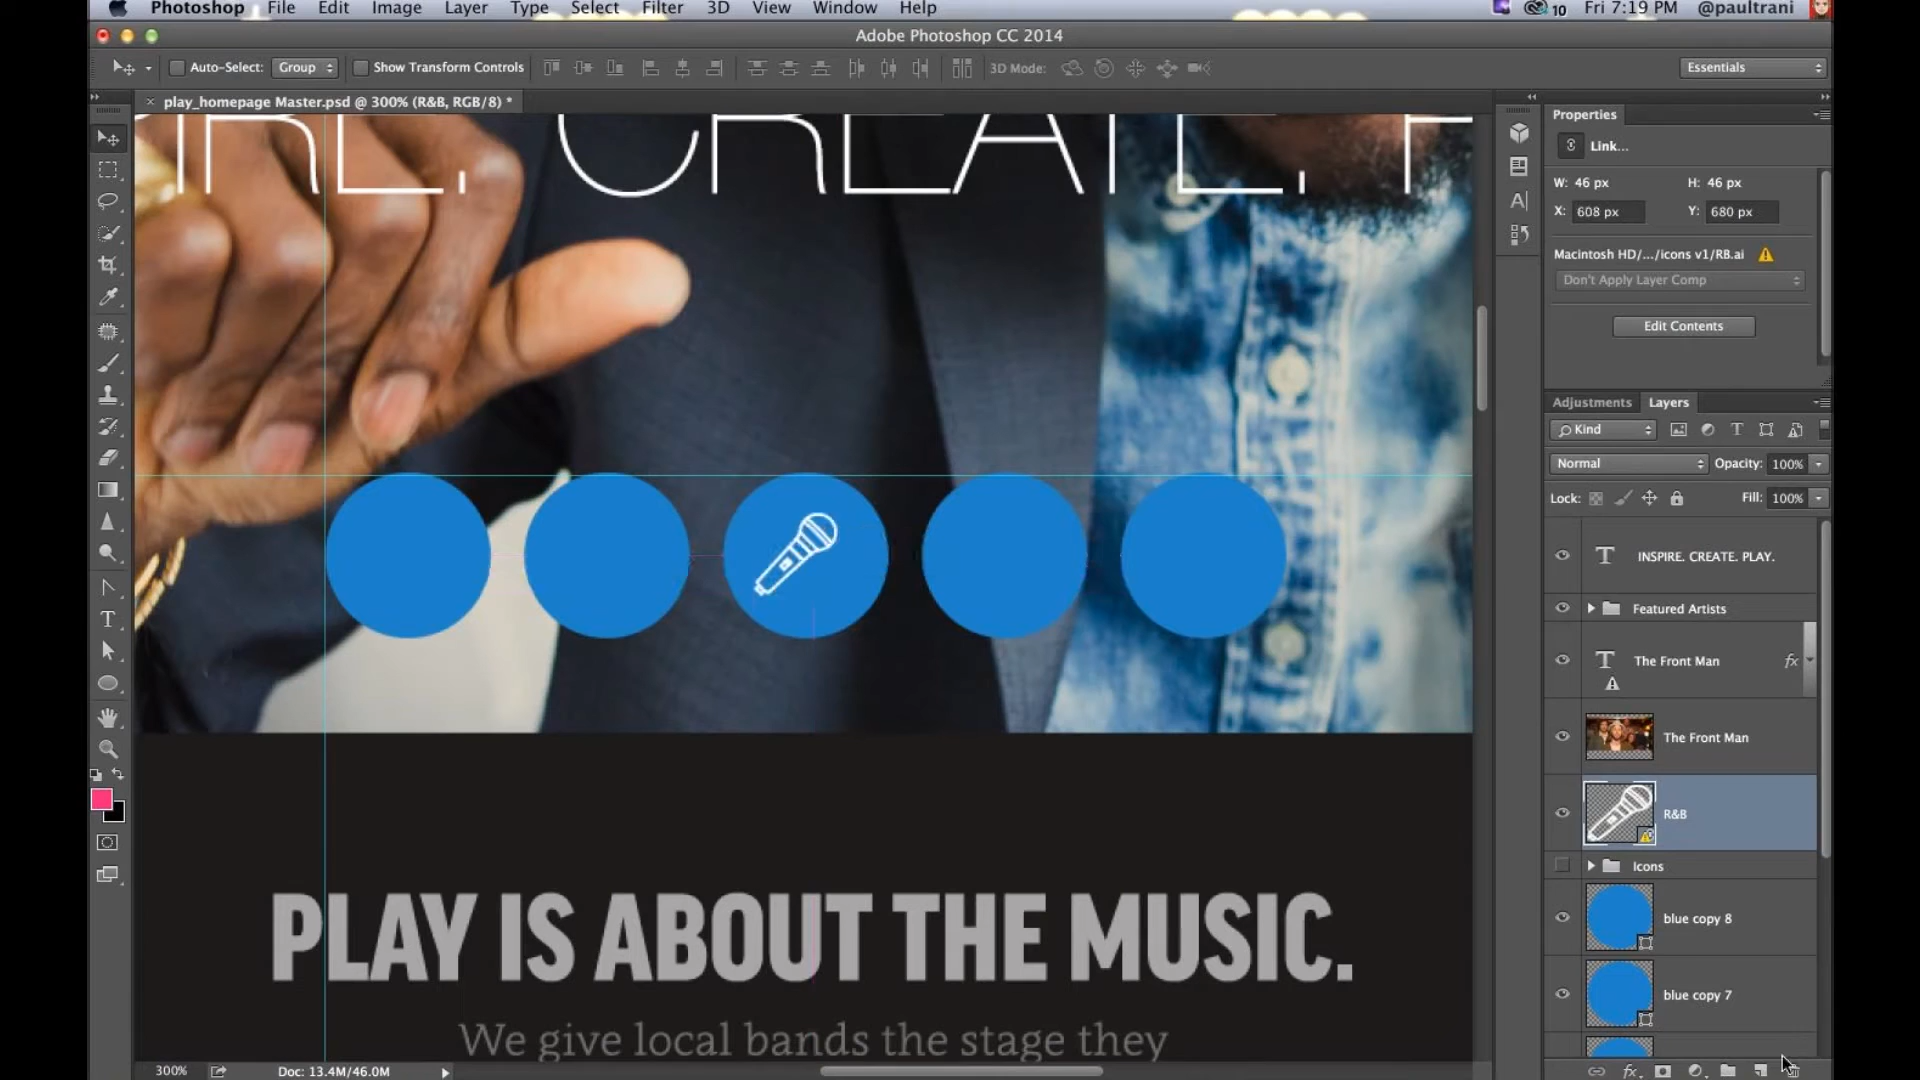 Photoshop File Edit Image Layer Type Select Filter 3D View Window Help 10 Fri 7:19 PM @paultrani
Adobe Photoshop CC 2014
Auto-Select: Group Show Transform Controls 3D Mode: Essentials
× play_homepage Master.psd @ 300% (R&B, RGB/8) *
CREATE.
PLAY IS ABOUT THE MUSIC.
We give local bands the stage they
300% Doc: 13.4M/46.0M
Properties
Link...
W: 46 px H: 46 px
X: 608 px Y: 680 px
Macintosh HD/.../icons v1/RB.ai
Don't Apply Layer Comp
Edit Contents
Adjustments Layers
Kind
Normal Opacity: 100%
Lock: Fill: 100%
INSPIRE. CREATE. PLAY.
Featured Artists
The Front Man fx
The Front Man
R&B
Icons
blue copy 8
blue copy 7
fx